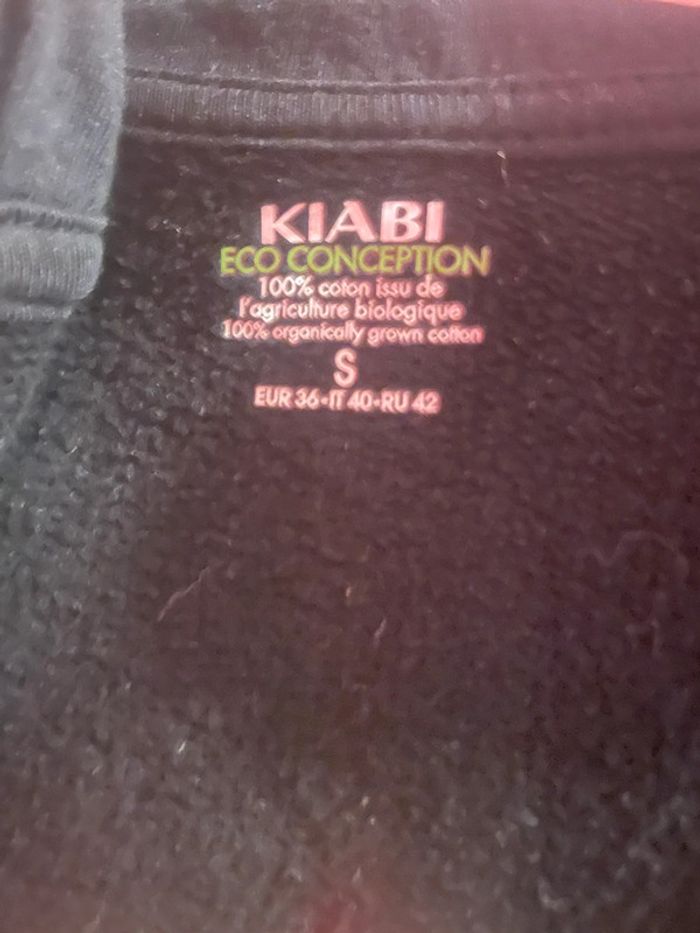 KIABI
ECO CONCEPTION
100% coton issu de
l'agriculture biologique
100% organically grown cotton
S
EUR 36•IT 40•RU 42